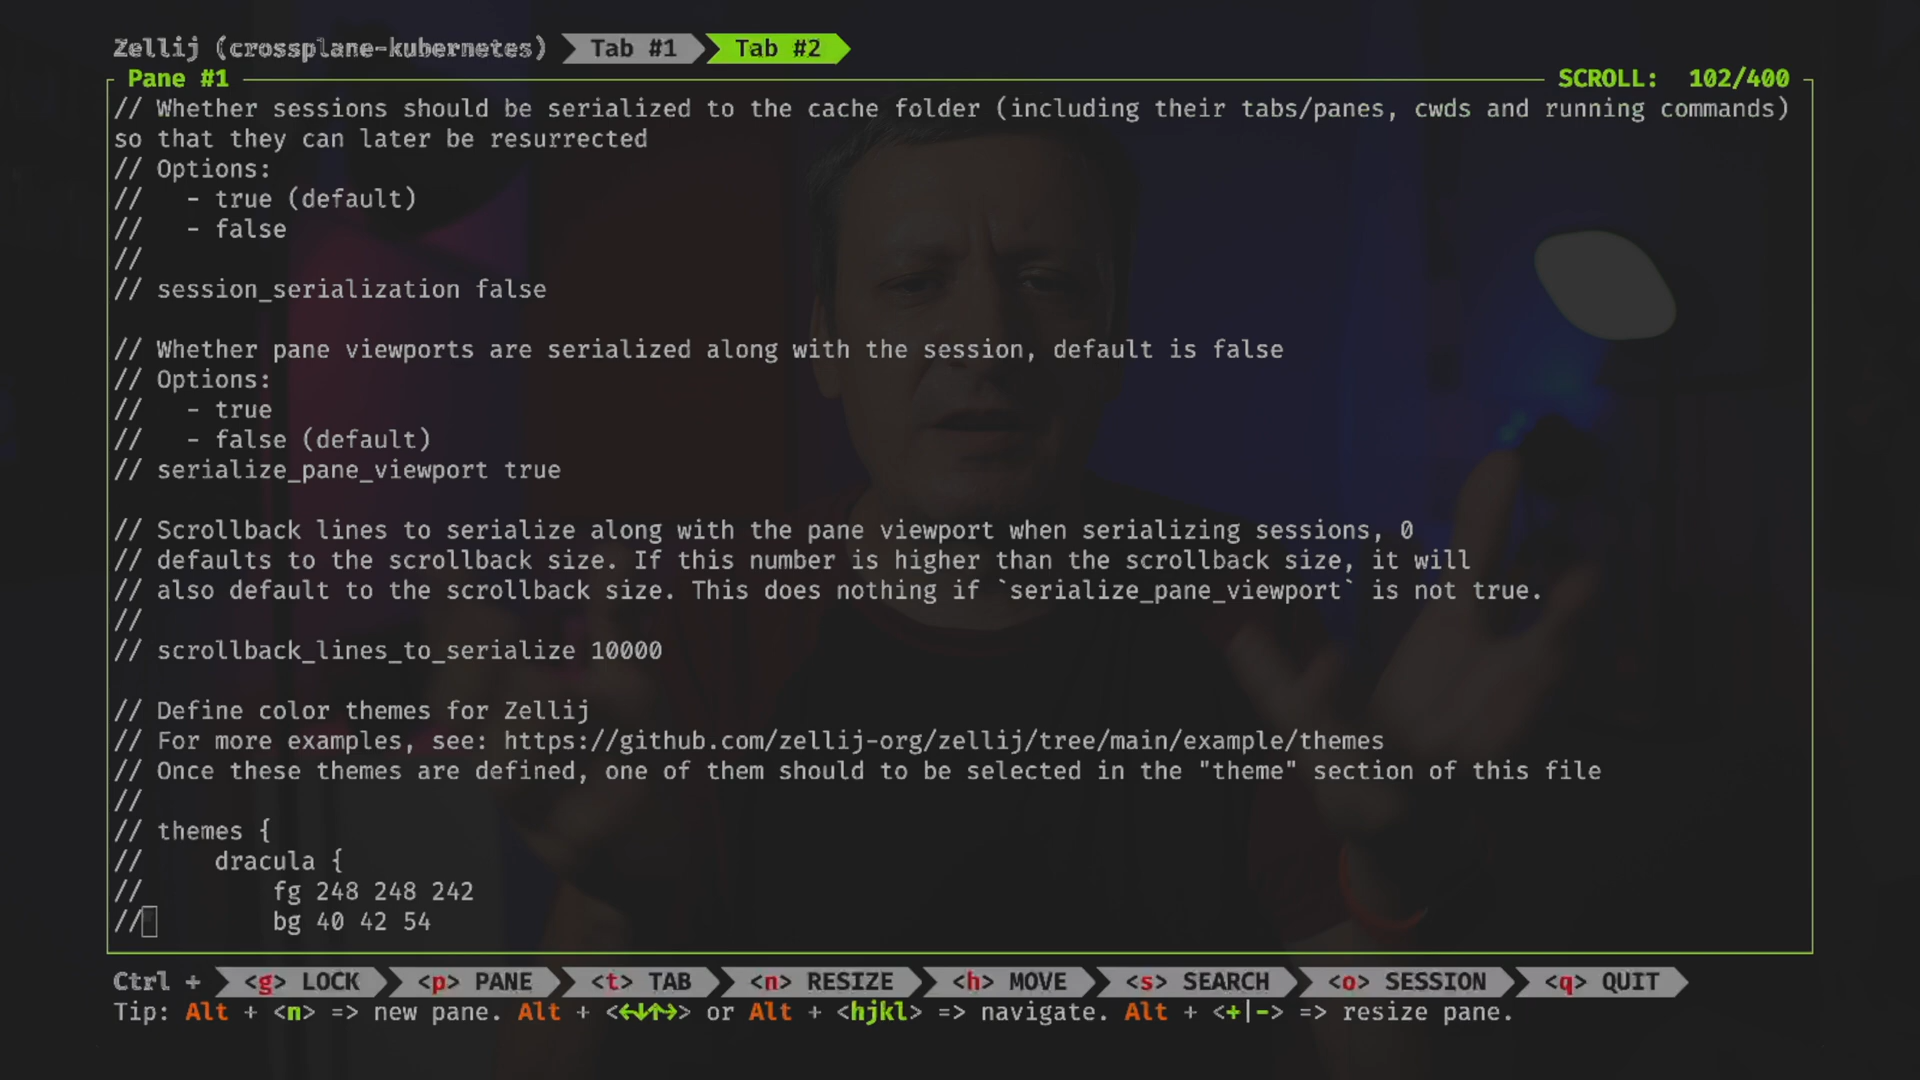 Zellij (crossplane-kubernetes) Tab #1 Tab #2
Pane #1 SCROLL: 102/400
// Whether sessions should be serialized to the cache folder (including their tabs/panes, cwds and running commands)
so that they can later be resurrected
// Options:
//   - true (default)
//   - false
//
// session_serialization false
// Whether pane viewports are serialized along with the session, default is false
// Options:
//   - true
//   - false (default)
// serialize_pane_viewport true
// Scrollback lines to serialize along with the pane viewport when serializing sessions, 0
// defaults to the scrollback size. If this number is higher than the scrollback size, it will
// also default to the scrollback size. This does nothing if `serialize_pane_viewport` is not true.
//
// scrollback_lines_to_serialize 10000
// Define color themes for Zellij
// For more examples, see: https://github.com/zellij-org/zellij/tree/main/example/themes
// Once these themes are defined, one of them should to be selected in the "theme" section of this file
//
// themes {
//     dracula {
//         fg 248 248 242
//         bg 40 42 54
Ctrl + <g> LOCK <p> PANE <t> TAB <n> RESIZE <h> MOVE <s> SEARCH <o> SESSION <q> QUIT
Tip: Alt + <n> => new pane. Alt + <←↓↑→> or Alt + <hjkl> => navigate. Alt + <+|-> => resize pane.